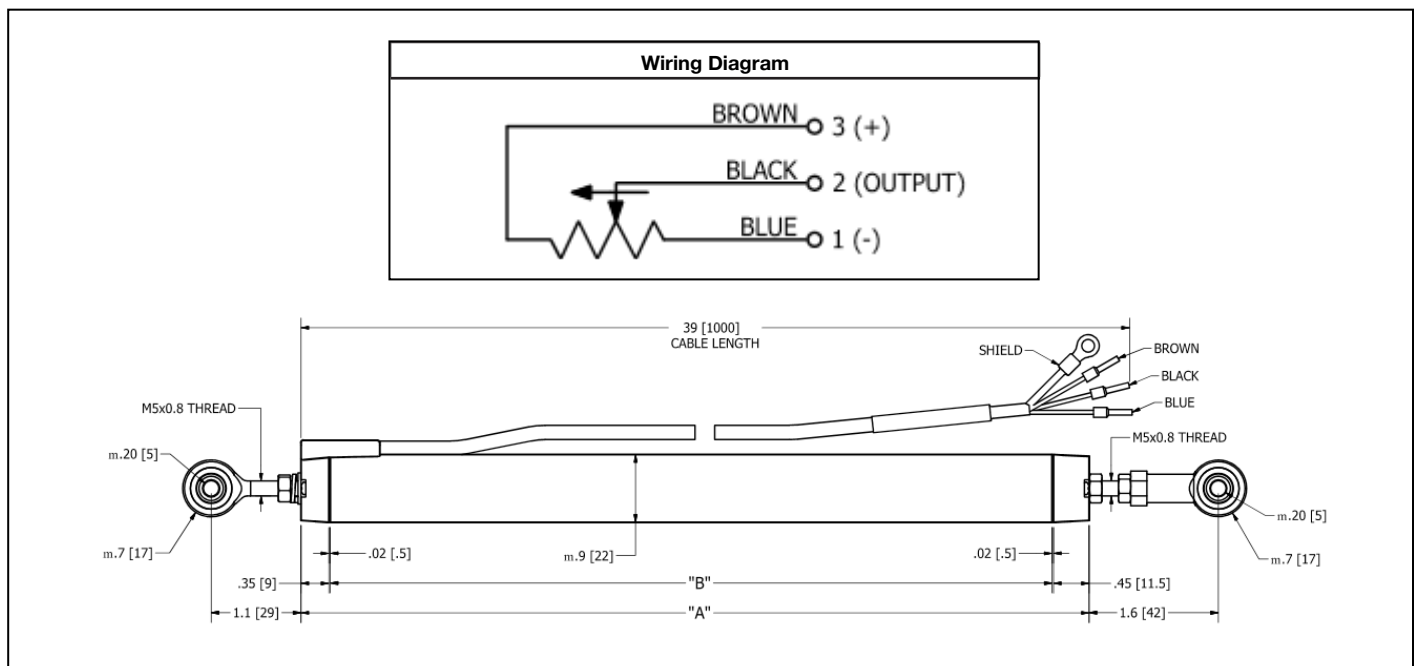 Wiring Diagram
BROWN 3 (+)
BLACK 2 (OUTPUT)
BLUE 1 (-)
39 [1000]
CABLE LENGTH
SHIELD
BROWN
BLACK
BLUE
M5x0.8 THREAD
M5x0.8 THREAD
m.20 [5]
m.20 [5]
m.7 [17]
.02 [.5]
m.9 [22]
.02 [.5]
m.7 [17]
.35 [9]
"B"
.45 [11.5]
1.1 [29]
"A"
1.6 [42]